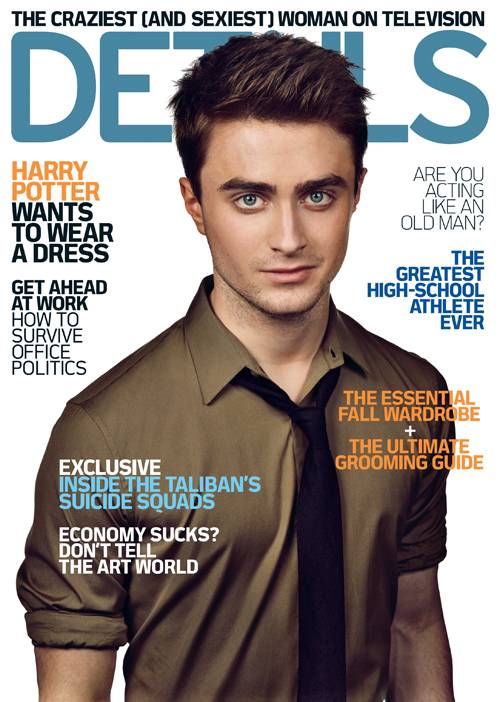 THE CRAZIEST (AND SEXIEST) WOMAN ON TELEVISION
DETAILS
HARRY
POTTER
WANTS
TO WEAR
A DRESS
GET AHEAD
AT WORK
HOW TO
SURVIVE
OFFICE
POLITICS
ARE YOU
ACTING
LIKE AN
OLD MAN?
THE
GREATEST
HIGH-SCHOOL
ATHLETE
EVER
THE ESSENTIAL
FALL WARDROBE
+
THE ULTIMATE
GROOMING GUIDE
EXCLUSIVE
INSIDE THE TALIBAN'S
SUICIDE SQUADS
ECONOMY SUCKS?
DON'T TELL
THE ART WORLD